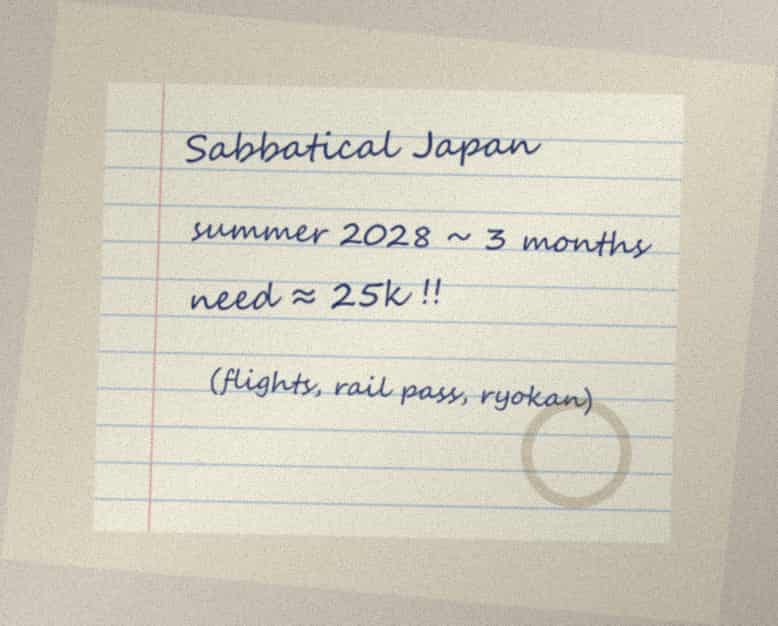 Sabbatical Japan
summer 2028 ~ 3 months
need ≈ 25k !!
(flights, rail pass, ryokan)